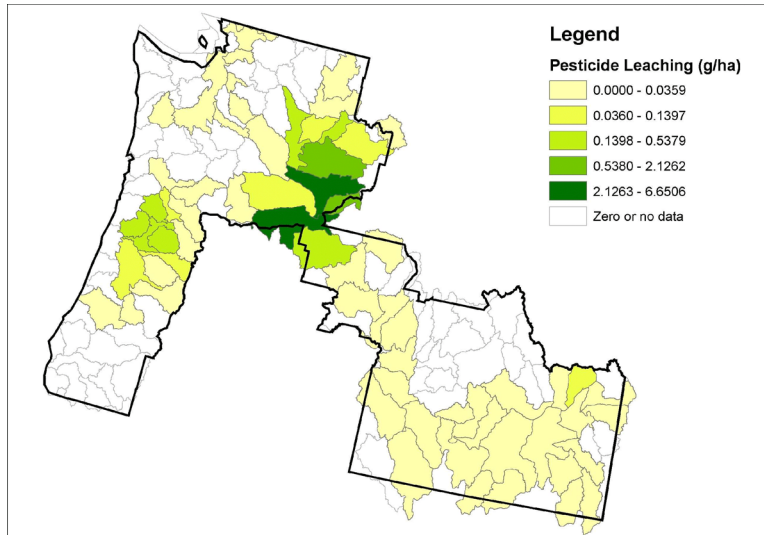 Legend
Pesticide Leaching (g/ha)
0.0000 - 0.0359
0.0360 - 0.1397
0.1398 - 0.5379
0.5380 - 2.1262
2.1263 - 6.6506
Zero or no data